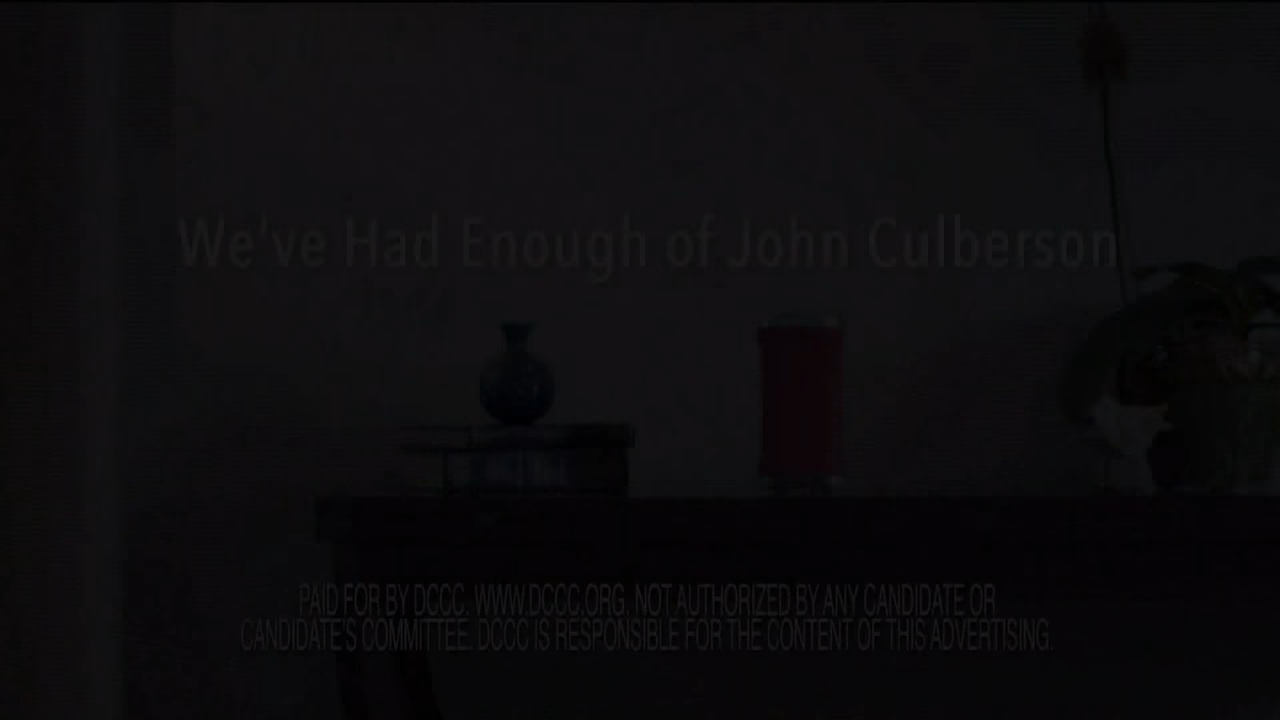 We've Had Enough of John Culberson
PAID FOR BY DCCC. WWW.DCCC.ORG. NOT AUTHORIZED BY ANY CANDIDATE OR
CANDIDATE'S COMMITTEE. DCCC IS RESPONSIBLE FOR THE CONTENT OF THIS ADVERTISING.